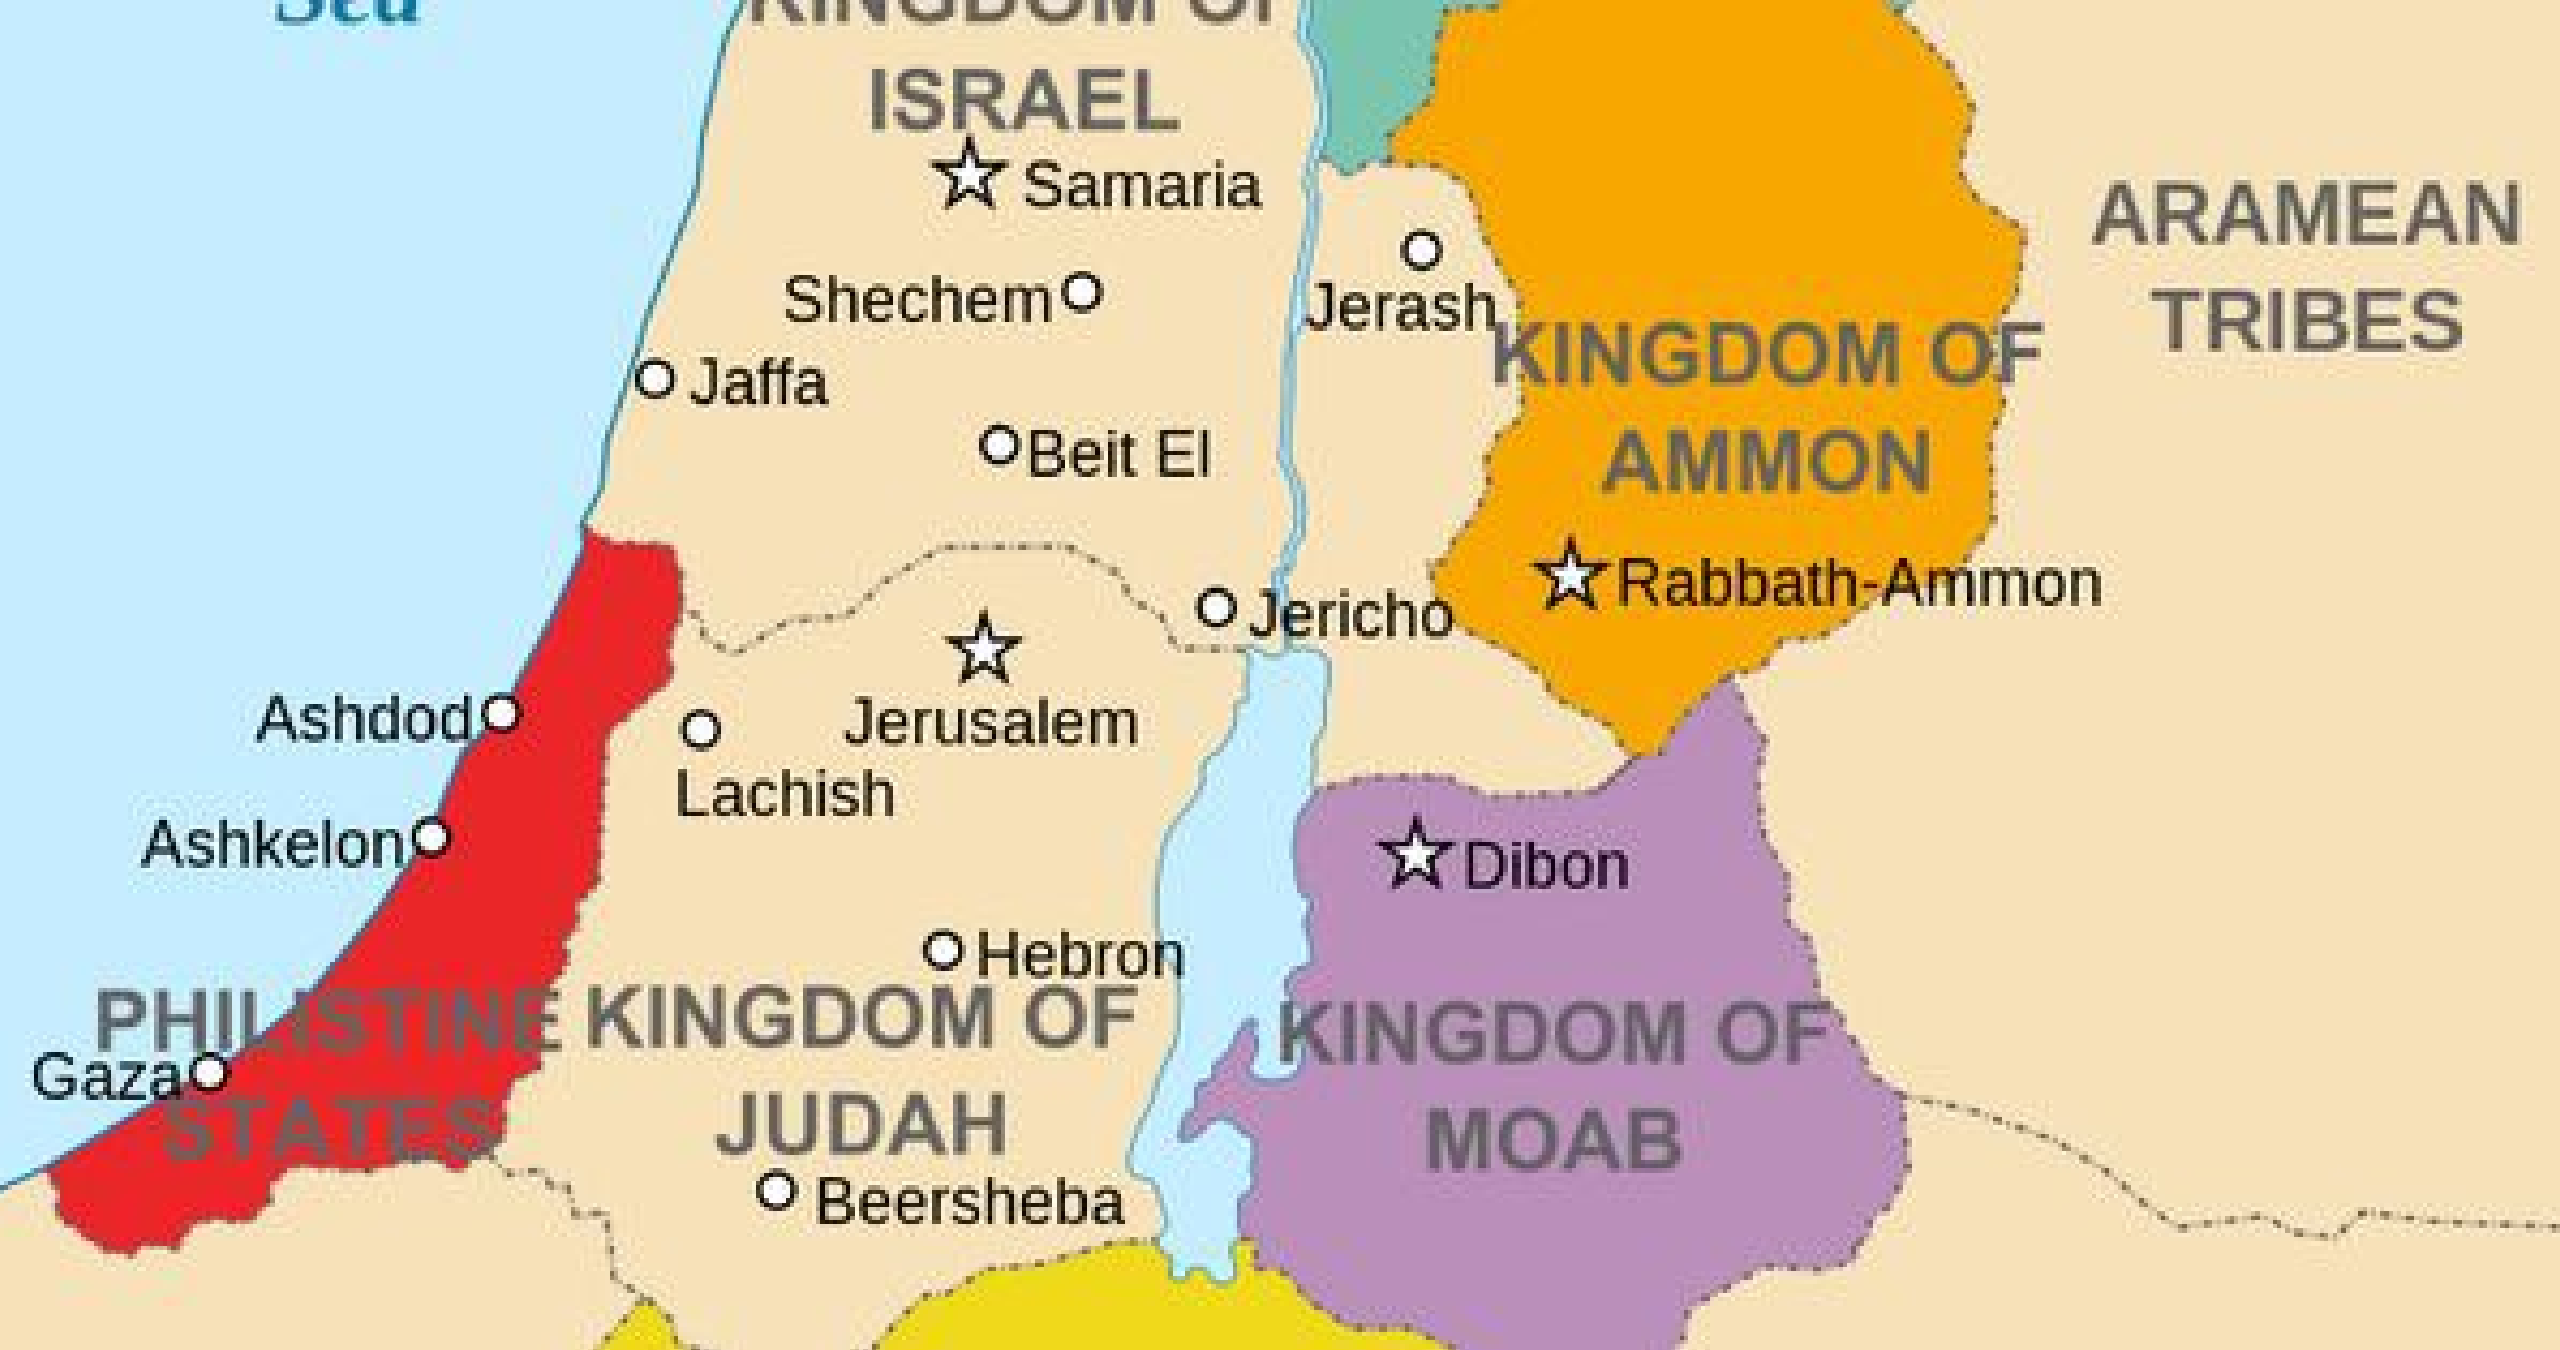 Sea
KINGDOM OF
ISRAEL
Samaria
ARAMEAN
TRIBES
Shechem
Jerash
KINGDOM OF
AMMON
Jaffa
Beit El
Rabbath-Ammon
Jericho
Jerusalem
Ashdod
Lachish
Ashkelon
Dibon
Hebron
PHILISTINE
STATES
KINGDOM OF
JUDAH
KINGDOM OF
MOAB
Gaza
Beersheba